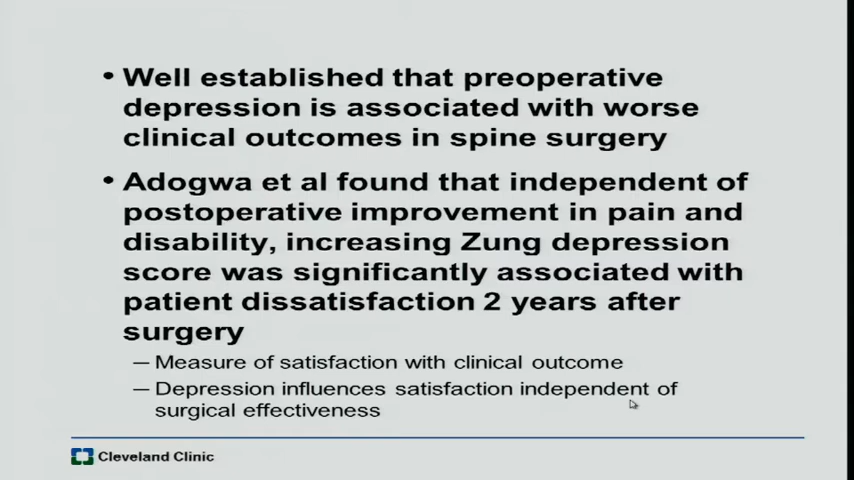 • Well established that preoperative
depression is associated with worse
clinical outcomes in spine surgery
• Adogwa et al found that independent of
postoperative improvement in pain and
disability, increasing Zung depression
score was significantly associated with
patient dissatisfaction 2 years after
surgery
– Measure of satisfaction with clinical outcome
– Depression influences satisfaction independent of
surgical effectiveness
Cleveland Clinic